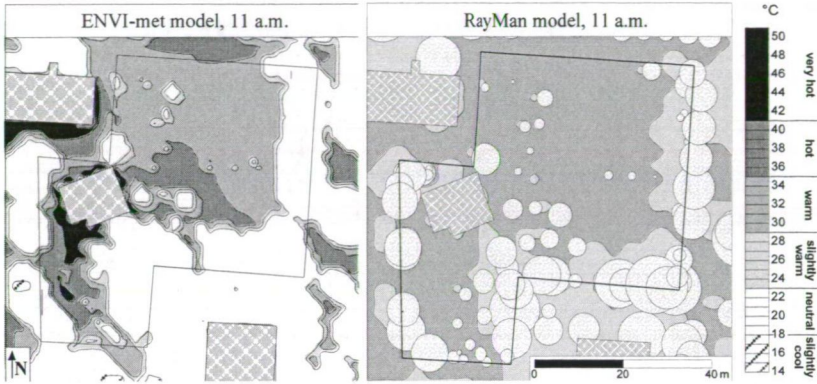 ENVI-met model, 11 a.m.
RayMan model, 11 a.m.
°C
50
48
46
44
42
very hot
40
38
36
hot
34
32
30
warm
28
26
24
slightly warm
22
20
18
neutral
16
14
slightly cool
N
0
20
40 m